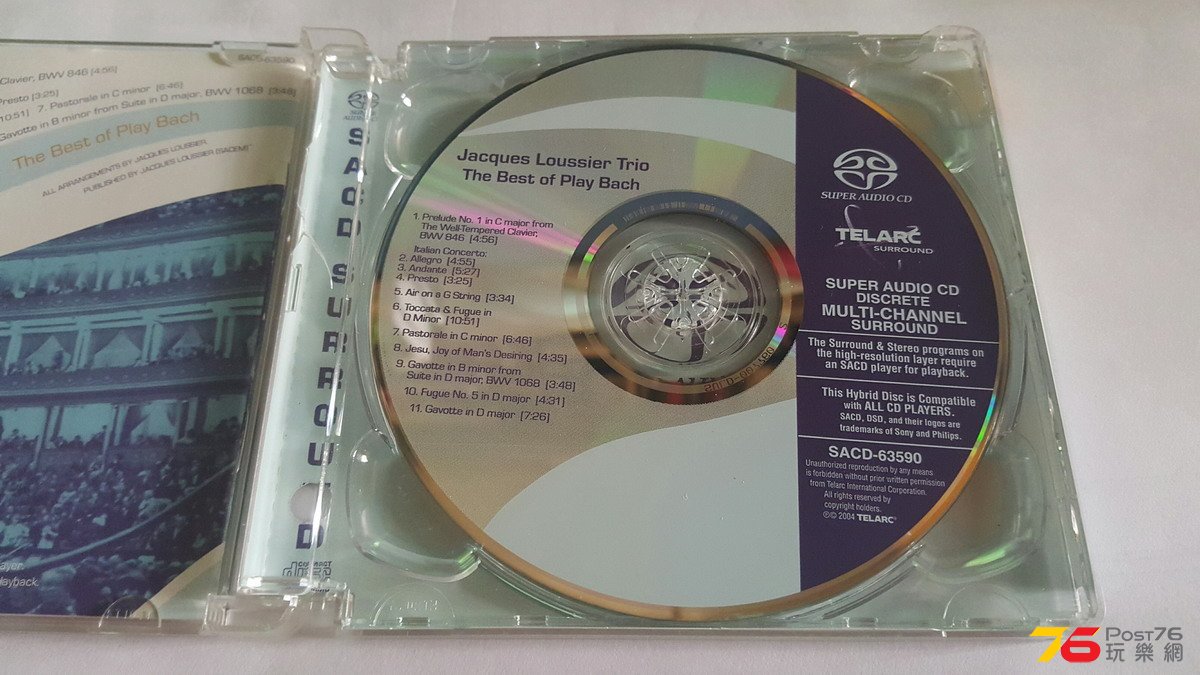 SACD-63590
Clavier, BWV 846 [4:56]
Presto [3:25]
10:51] 7. Pastorale in C minor [6:46]
Gavotte in B minor from Suite in D major, BWV 1068 [3:48]
The Best of Play Bach
ALL ARRANGEMENTS BY JACQUES LOUSSIER
PUBLISHED BY JACQUES LOUSSIER (SACEM)
ayer.
layback.
SUPER
AUDIO CD
SACD SURROUND
COMPACT
disc
Jacques Loussier Trio
The Best of Play Bach
1. Prelude No. 1 in C major from
The Well-Tempered Clavier,
BWV 846 [4:56]
Italian Concerto:
2. Allegro [4:55]
3. Andante [5:27]
4. Presto [3:25]
5. Air on a G String [3:34]
6. Toccata & Fugue in
D Minor [10:51]
7. Pastorale in C minor [6:46]
8. Jesu, Joy of Man's Desiring [4:35]
9. Gavotte in B minor from
Suite in D major, BWV 1068 [3:48]
10. Fugue No. 5 in D major [4:31]
11. Gavotte in D major [7:26]
SUPER AUDIO CD
TELARC
SURROUND
SUPER AUDIO CD
DISCRETE
MULTI-CHANNEL
SURROUND
The Surround & Stereo programs on
the high-resolution layer require
an SACD player for playback.
This Hybrid Disc is Compatible
with ALL CD PLAYERS.
SACD, DSD, and their logos are
trademarks of Sony and Philips.
SACD-63590
Unauthorized reproduction by any means
is forbidden without prior written permission
from Telarc International Corporation.
All rights reserved by
copyright holders.
℗© 2004 TELARC®
76 POST76
玩樂網